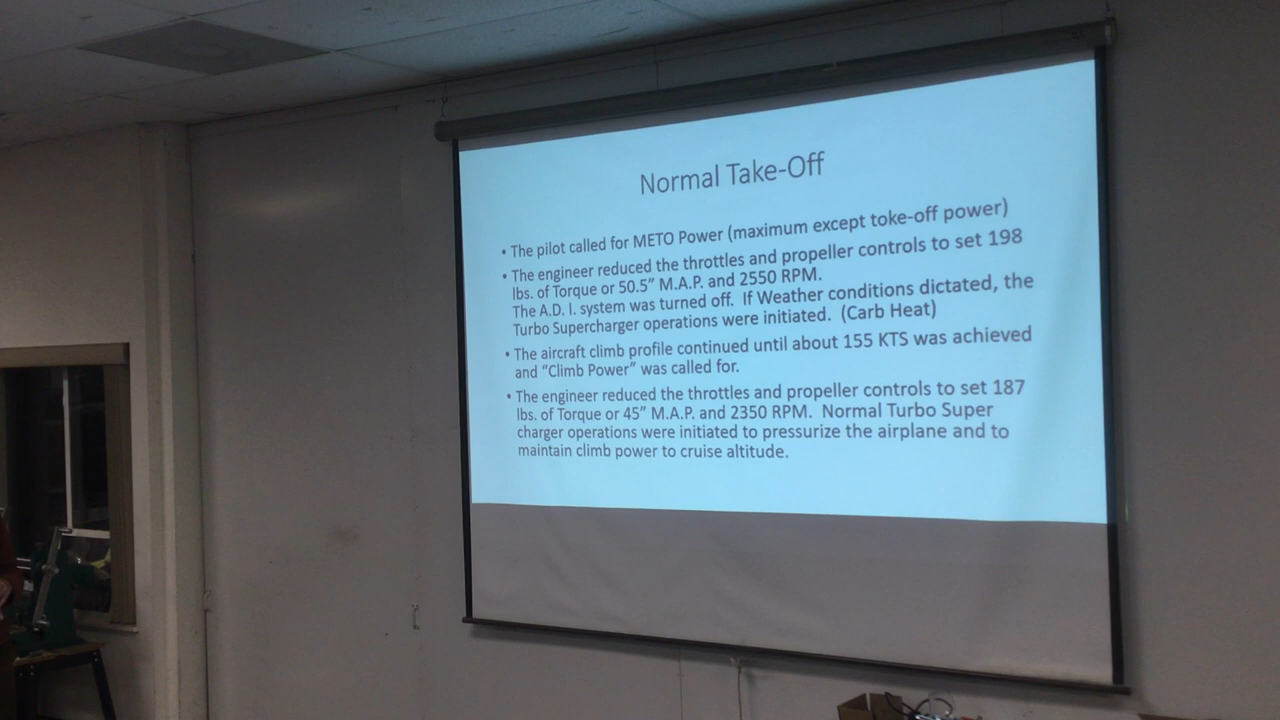 Normal Take-Off
• The pilot called for METO Power (maximum except toke-off power)
• The engineer reduced the throttles and propeller controls to set 198
lbs. of Torque or 50.5" M.A.P. and 2550 RPM.
The A.D. I. system was turned off. If Weather conditions dictated, the
Turbo Supercharger operations were initiated. (Carb Heat)
• The aircraft climb profile continued until about 155 KTS was achieved
and "Climb Power" was called for.
• The engineer reduced the throttles and propeller controls to set 187
lbs. of Torque or 45" M.A.P. and 2350 RPM. Normal Turbo Super
charger operations were initiated to pressurize the airplane and to
maintain climb power to cruise altitude.